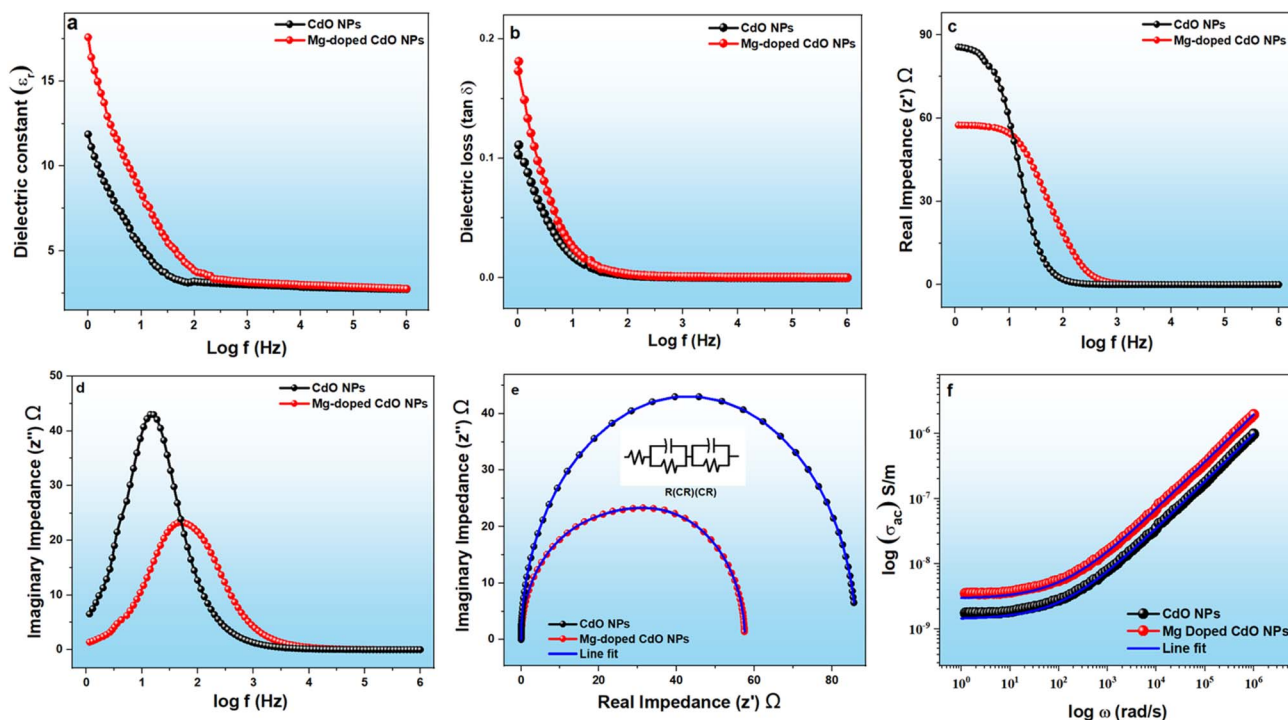 a
CdO NPs
Mg-doped CdO NPs
Dielectric constant (εr)
17.5
12.5
7.5
2.5
0 1 2 3 4 5 6
Log f (Hz)
b
CdO NPs
Mg-doped CdO NPs
Dielectric loss (tan δ)
0.2
0.1
0.0
0 1 2 3 4 5 6
Log f (Hz)
c
CdO NPs
Mg-doped CdO NPs
Real Impedance (z') Ω
90
60
30
0
0 1 2 3 4 5 6
log f (Hz)
d
CdO NPs
Mg-doped CdO NPs
Imaginary Impedance (z'') Ω
50
40
30
20
10
0
0 1 2 3 4 5 6
log f (Hz)
e
R(CR)(CR)
CdO NPs
Mg-doped CdO NPs
Line fit
Imaginary Impedance (z'') Ω
40
30
20
10
0
0 20 40 60 80
Real Impedance (z') Ω
f
CdO NPs
Mg Doped CdO NPs
Line fit
log (σac) S/m
10⁻⁶
10⁻⁷
10⁻⁸
10⁻⁹
10⁰ 10¹ 10² 10³ 10⁴ 10⁵ 10⁶
log ω (rad/s)